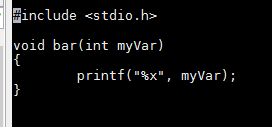 #include <stdio.h>

void bar(int myVar)
{
        printf("%x", myVar);
}